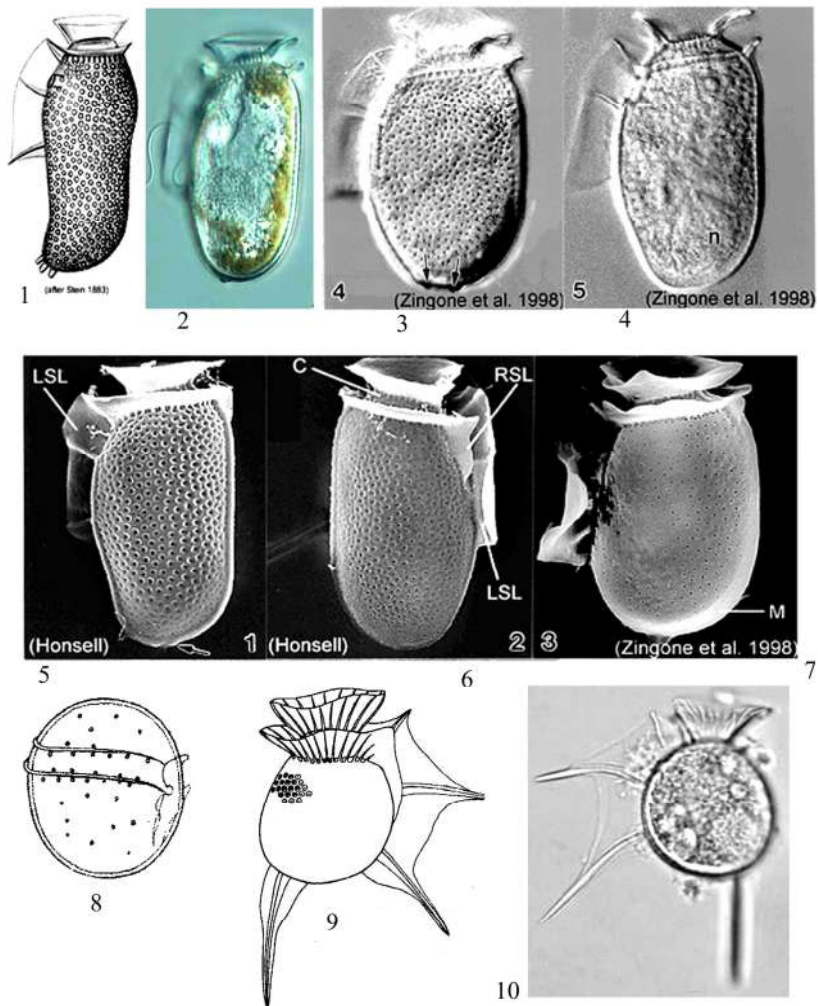 (after Stein 1883)
1
2
4
(Zingone et al. 1998)
3
5
n
(Zingone et al. 1998)
4
LSL
(Honsell)
1
5
C
RSL
LSL
(Honsell)
2
6
M
3
(Zingone et al. 1998)
7
8
9
10